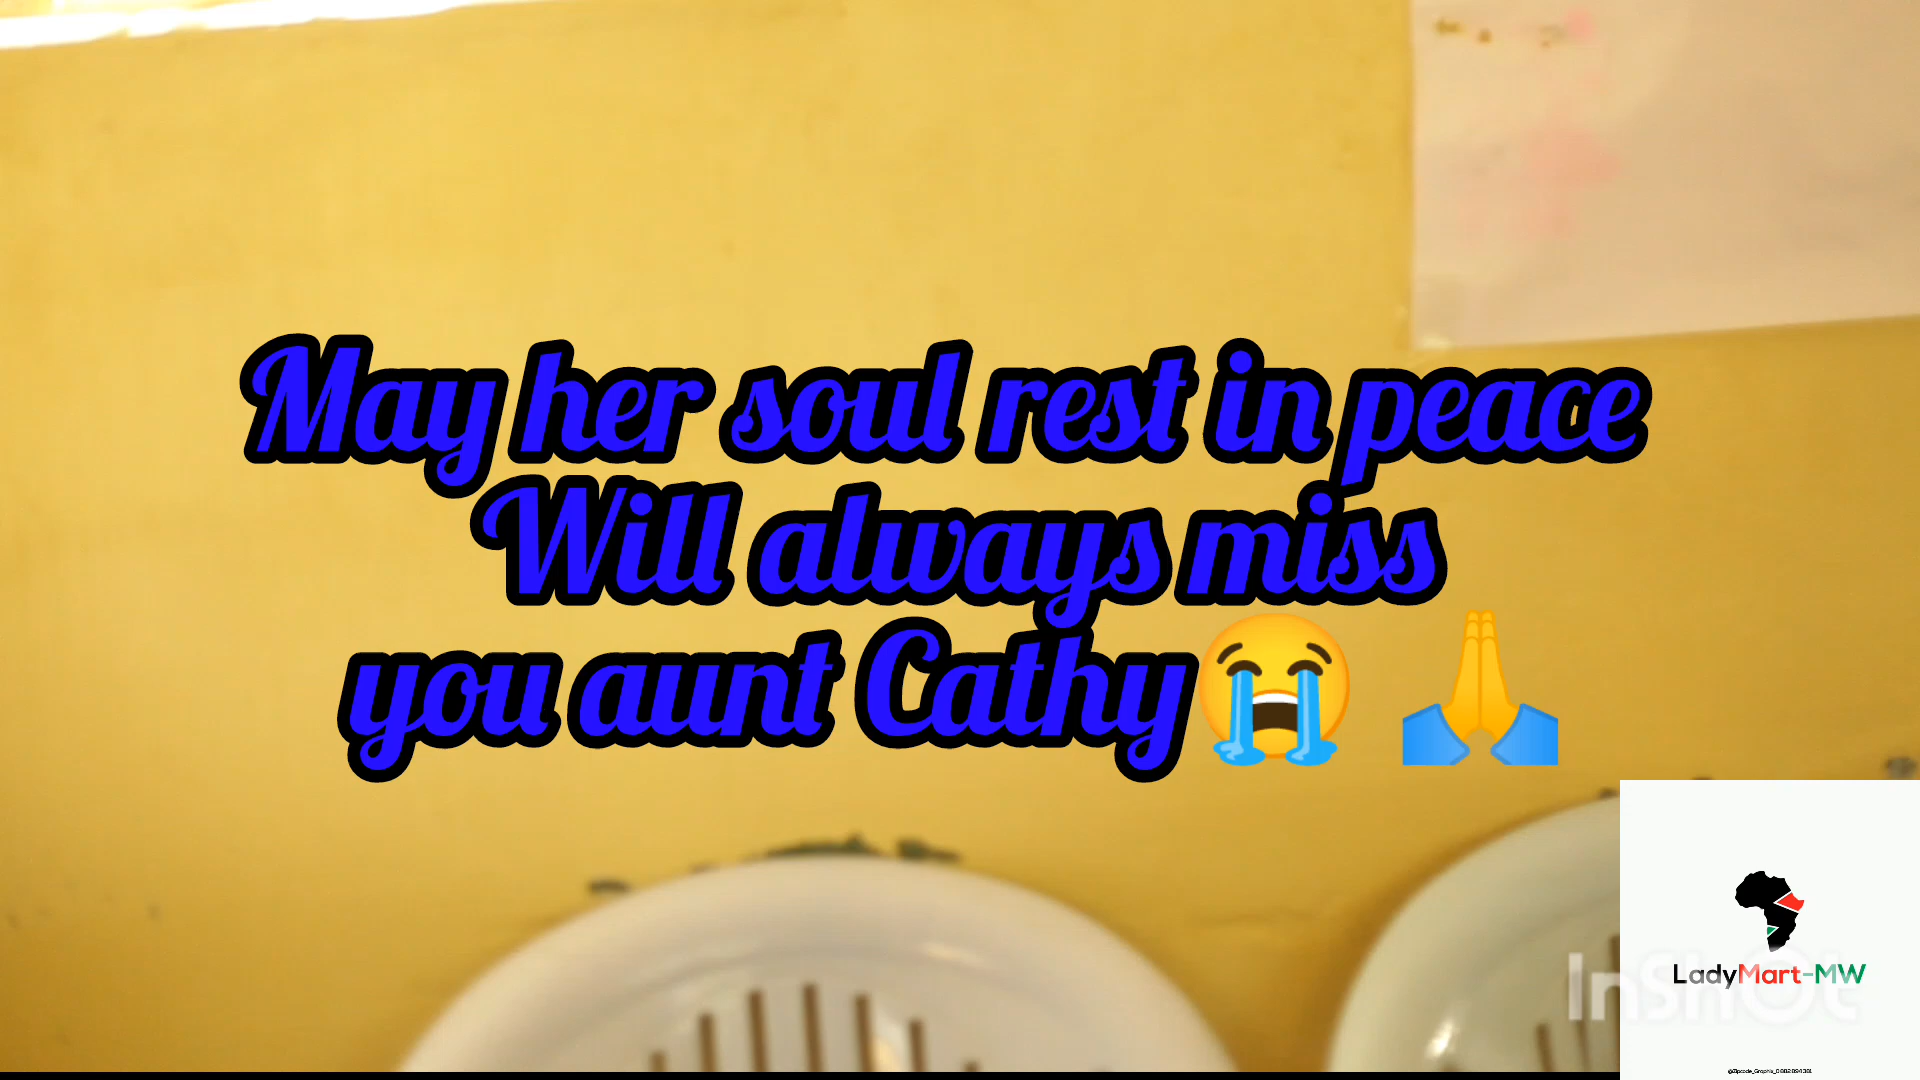 May her soul rest in peace
Will always miss
you aunt Cathy😭 🙏
LadyMart-MW
InShOt